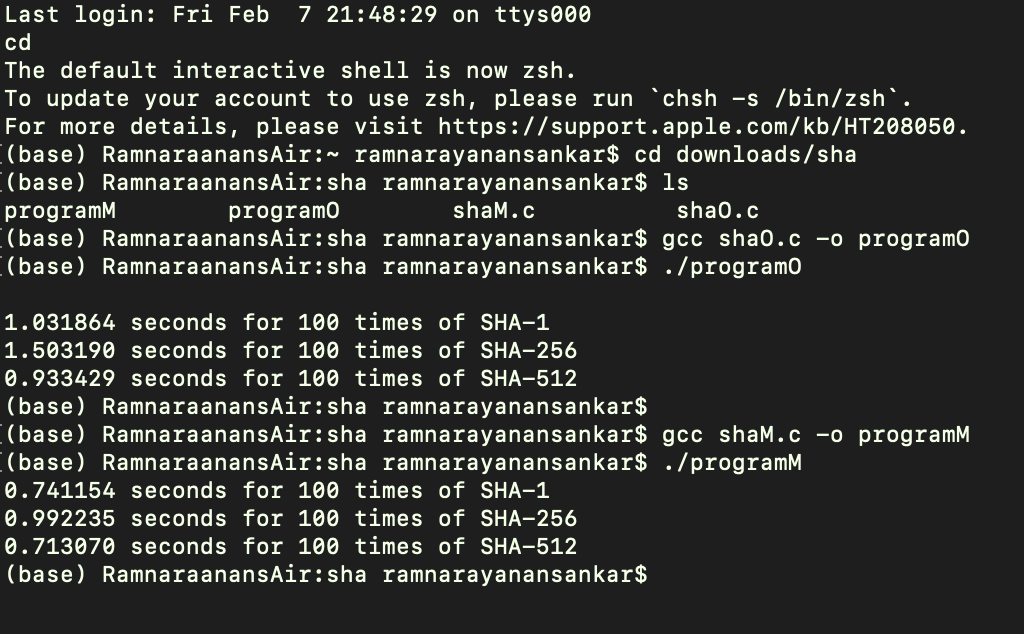 Last login: Fri Feb  7 21:48:29 on ttys000
cd
The default interactive shell is now zsh.
To update your account to use zsh, please run `chsh -s /bin/zsh`.
For more details, please visit https://support.apple.com/kb/HT208050.
(base) RamnaraanansAir:~ ramnarayanansankar$ cd downloads/sha
(base) RamnaraanansAir:sha ramnarayanansankar$ ls
programM        programO        shaM.c          shaO.c
(base) RamnaraanansAir:sha ramnarayanansankar$ gcc shaO.c -o programO
(base) RamnaraanansAir:sha ramnarayanansankar$ ./programO
1.031864 seconds for 100 times of SHA-1
1.503190 seconds for 100 times of SHA-256
0.933429 seconds for 100 times of SHA-512
(base) RamnaraanansAir:sha ramnarayanansankar$
(base) RamnaraanansAir:sha ramnarayanansankar$ gcc shaM.c -o programM
(base) RamnaraanansAir:sha ramnarayanansankar$ ./programM
0.741154 seconds for 100 times of SHA-1
0.992235 seconds for 100 times of SHA-256
0.713070 seconds for 100 times of SHA-512
(base) RamnaraanansAir:sha ramnarayanansankar$